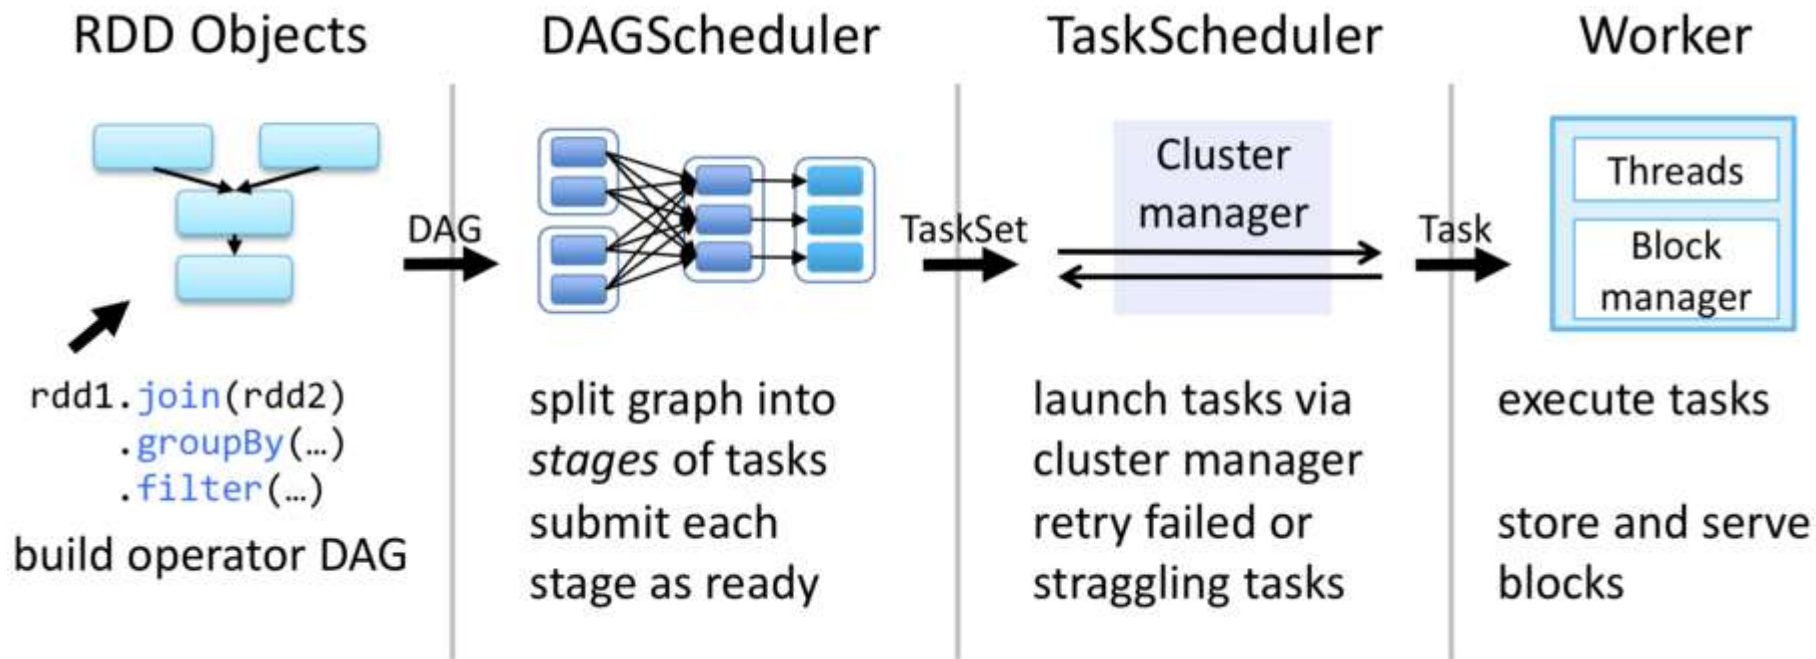 RDD Objects
DAGScheduler
TaskScheduler
Worker
DAG
rdd1.join(rdd2)
.groupBy(…)
.filter(…)
build operator DAG
split graph into
stages of tasks
submit each
stage as ready
TaskSet
Cluster
manager
launch tasks via
cluster manager
retry failed or
straggling tasks
Task
Threads
Block
manager
execute tasks
store and serve
blocks